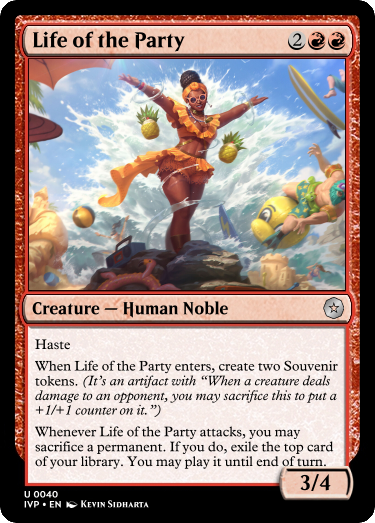 Life of the Party 2
Creature — Human Noble
Haste
When Life of the Party enters, create two Souvenir
tokens. (It's an artifact with “When a creature deals
damage to an opponent, you may sacrifice this to put a
+1/+1 counter on it.”)
Whenever Life of the Party attacks, you may
sacrifice a permanent. If you do, exile the top card
of your library. You may play it until end of turn.
3/4
U 0040
IVP • EN Kevin Sidharta